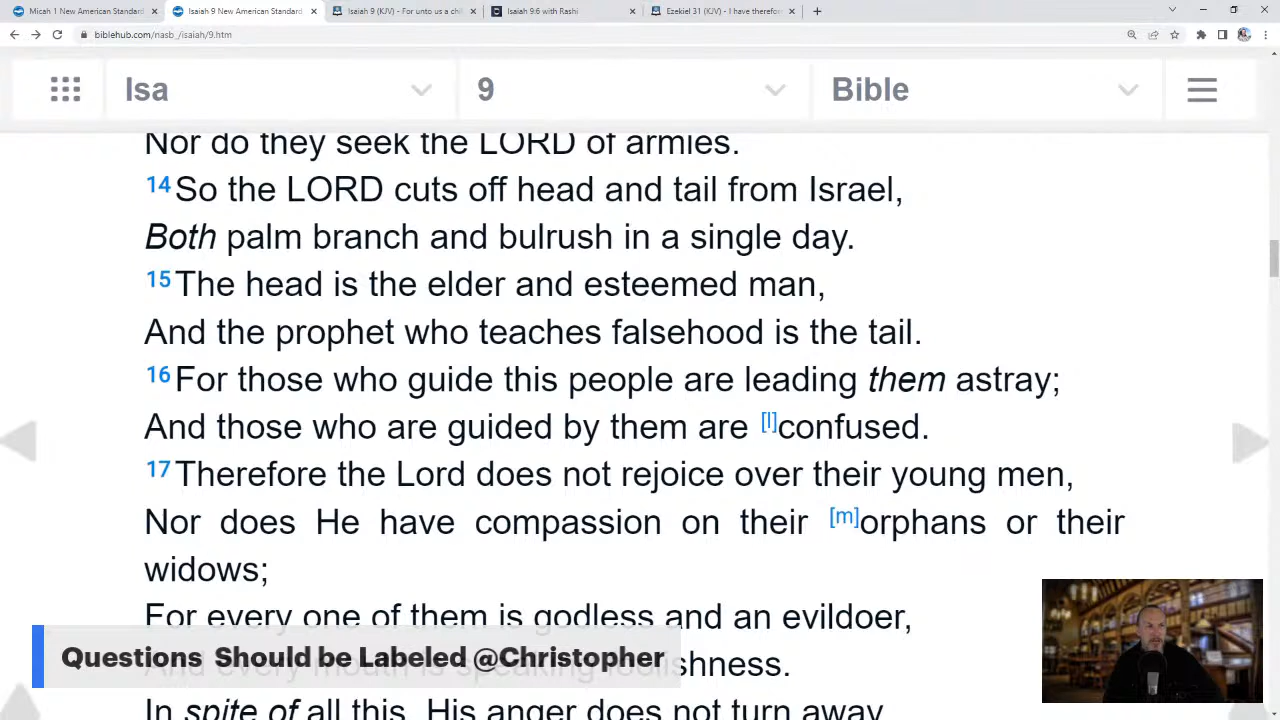 Micah 1 New American Standard
Isaiah 9 New American Standard
Isaiah 9 (KJV) - For unto us a chil
Isaiah 9:6 with Rashi
Ezekiel 31 (KJV) - I have therefor
biblehub.com/nasb_/isaiah/9.htm
Isa 9 Bible
Nor do they seek the LORD of armies.
14 So the LORD cuts off head and tail from Israel,
Both palm branch and bulrush in a single day.
15 The head is the elder and esteemed man,
And the prophet who teaches falsehood is the tail.
16 For those who guide this people are leading them astray;
And those who are guided by them are [l]confused.
17 Therefore the Lord does not rejoice over their young men,
Nor does He have compassion on their [m]orphans or their
widows;
For every one of them is godless and an evildoer,
And every mouth is speaking foolishness.
Questions Should be Labeled @Christopher
In spite of all this, His anger does not turn away